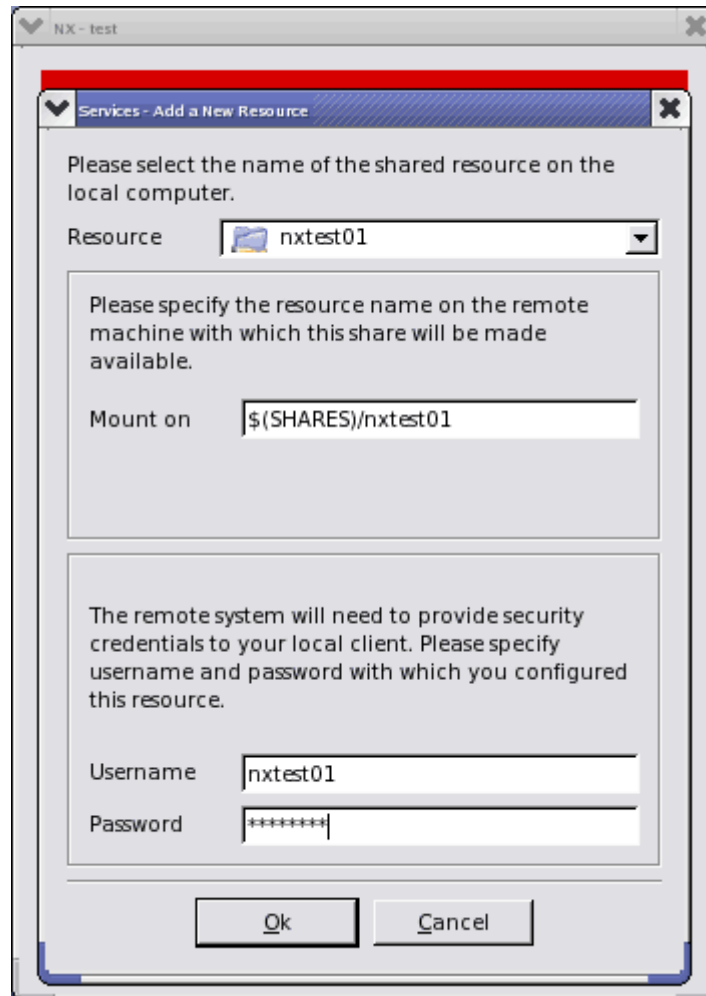 NX - test
Services - Add a New Resource
Please select the name of the shared resource on the
local computer.
Resource nxtest01
Please specify the resource name on the remote
machine with which this share will be made
available.
Mount on $(SHARES)/nxtest01
The remote system will need to provide security
credentials to your local client. Please specify
username and password with which you configured
this resource.
Username nxtest01
Password ********
Ok Cancel